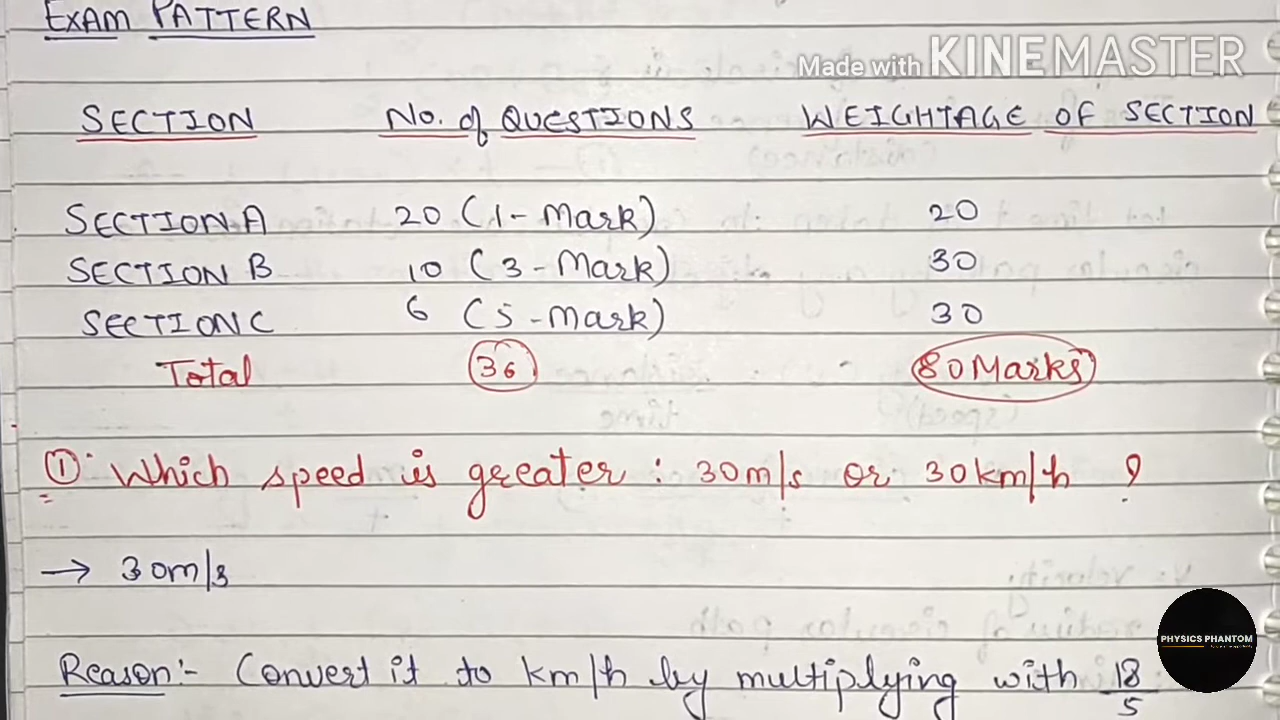 EXAM PATTERN
Made with KINEMASTER
SECTION No. of QUESTIONS WEIGHTAGE OF SECTION
SECTION A 20 (1 - Mark) 20
SECTION B 10 (3 - Mark) 30
SECTION C 6 (5 - Mark) 30
Total 36 80 Marks
① Which speed is greater : 30m/s or 30km/h ?
→ 30m/s
PHYSICS PHANTOM
Reason:- Convert it to km/h by multiplying with 18/5